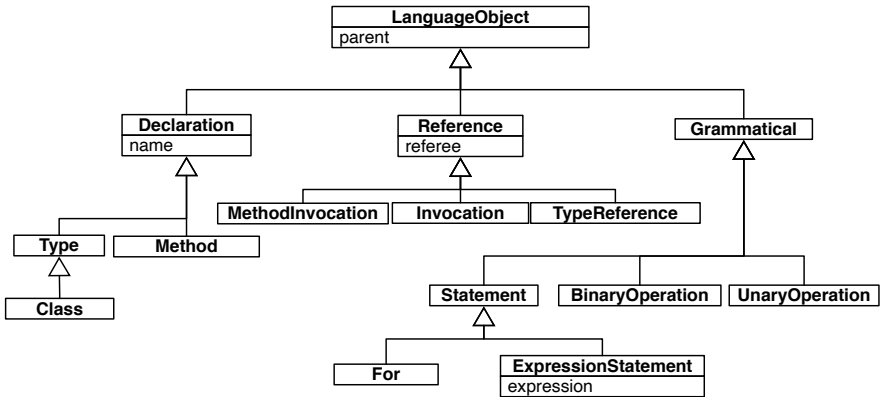 LanguageObject
parent
Declaration
name
Reference
referee
Grammatical
MethodInvocation
Invocation
TypeReference
Type
Method
Class
Statement
BinaryOperation
UnaryOperation
For
ExpressionStatement
expression